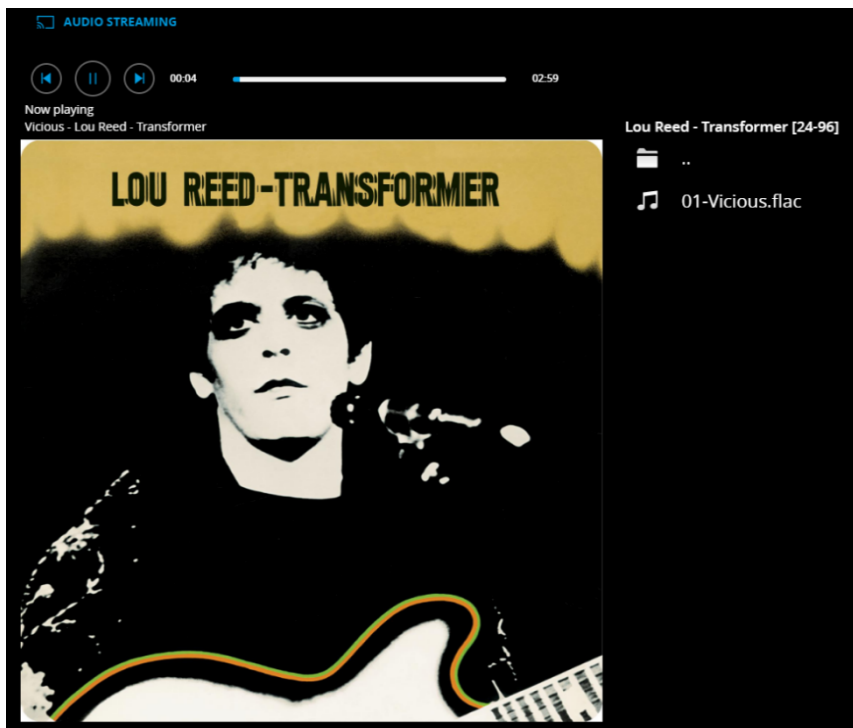 AUDIO STREAMING
00:04 02:59
Now playing
Vicious - Lou Reed - Transformer
LOU REED-TRANSFORMER
Lou Reed - Transformer [24-96]
..
01-Vicious.flac